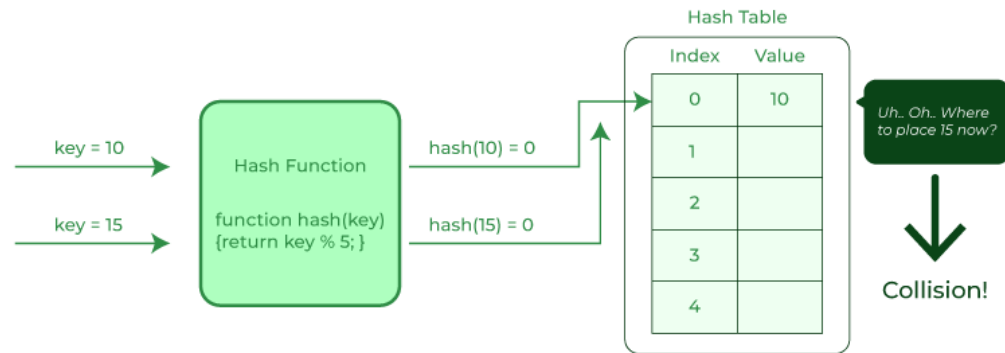 Hash Table
Index Value
key = 10
key = 15
Hash Function
function hash(key)
{return key % 5; }
hash(10) = 0
hash(15) = 0
0 10
1
2
3
4
Uh.. Oh.. Where
to place 15 now?
Collision!